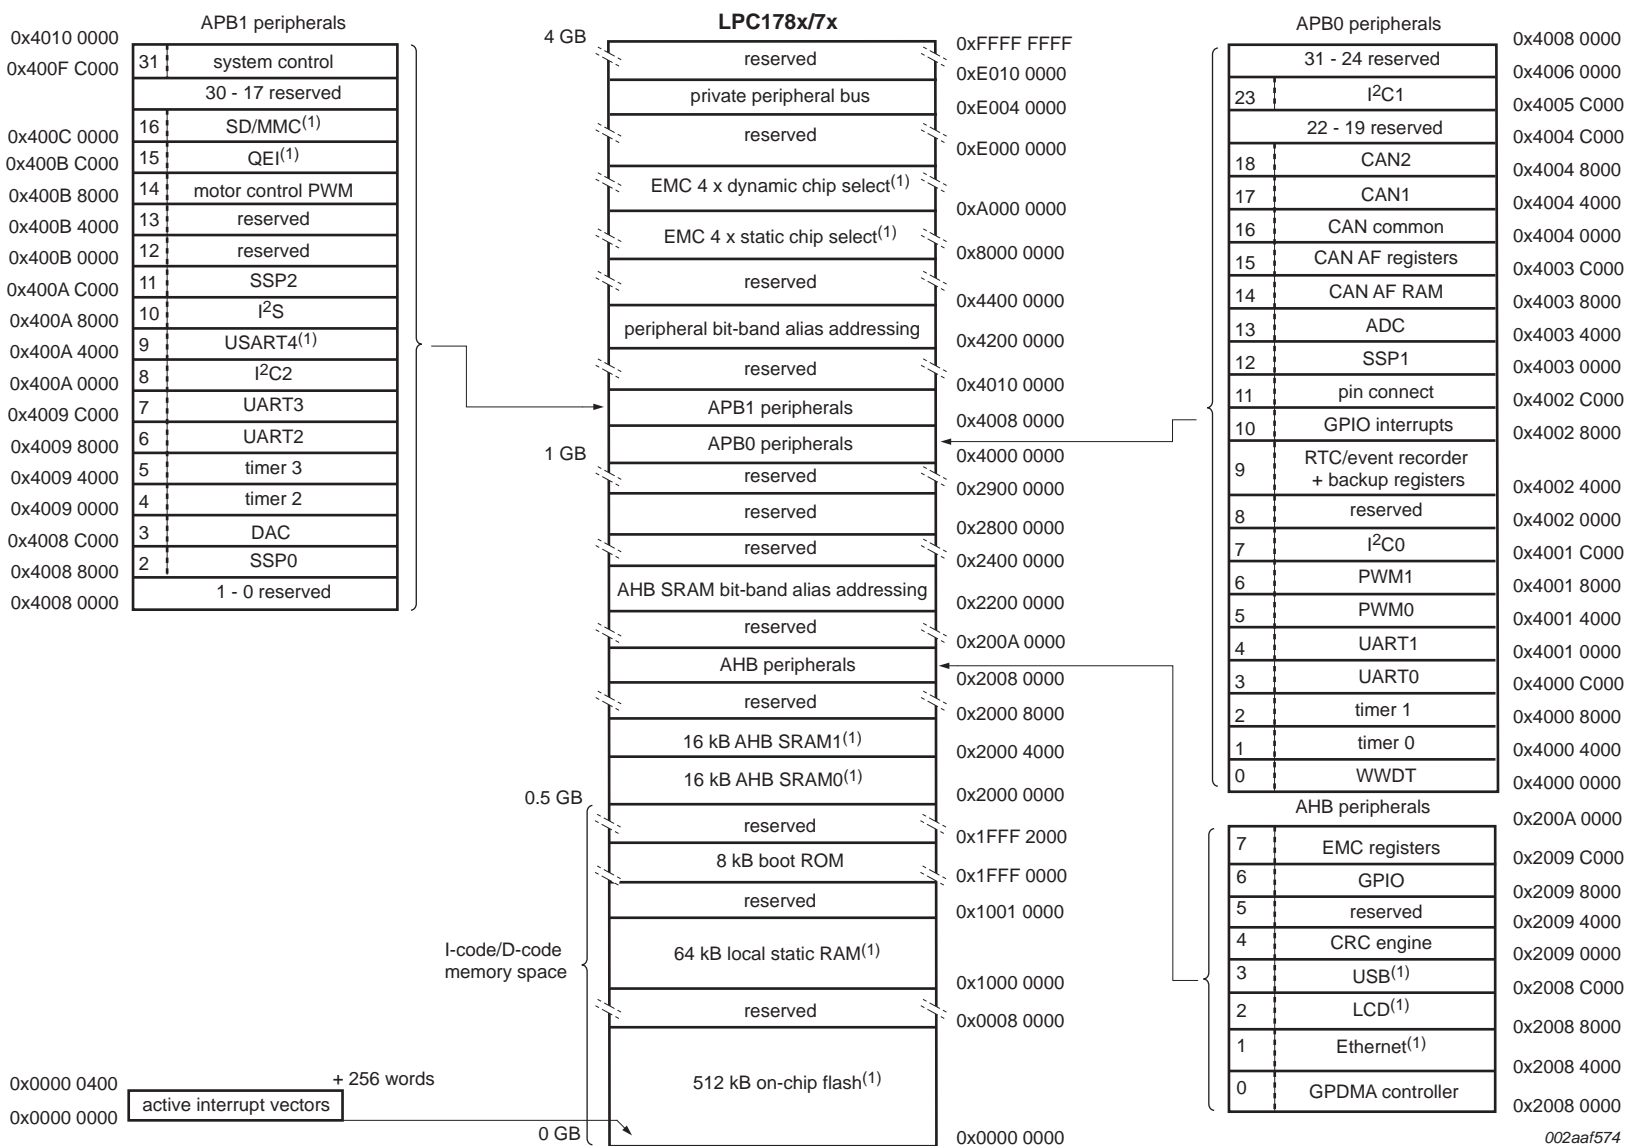 LPC178x/7x
APB1 peripherals
0x4010 0000
31 system control
0x400F C000
30 - 17 reserved
16 SD/MMC(1)
0x400C 0000
15 QEI(1)
0x400B C000
14 motor control PWM
0x400B 8000
13 reserved
0x400B 4000
12 reserved
0x400B 0000
11 SSP2
0x400A C000
10 I2S
0x400A 8000
9 USART4(1)
0x400A 4000
8 I2C2
0x400A 0000
7 UART3
0x4009 C000
6 UART2
0x4009 8000
5 timer 3
0x4009 4000
4 timer 2
0x4009 0000
3 DAC
0x4008 C000
2 SSP0
0x4008 8000
1 - 0 reserved
0x4008 0000
4 GB
0xFFFF FFFF
reserved
0xE010 0000
private peripheral bus
0xE004 0000
reserved
0xE000 0000
EMC 4 x dynamic chip select(1)
0xA000 0000
EMC 4 x static chip select(1)
0x8000 0000
reserved
0x4400 0000
peripheral bit-band alias addressing
0x4200 0000
reserved
0x4010 0000
APB1 peripherals
0x4008 0000
APB0 peripherals
1 GB
0x4000 0000
reserved
0x2900 0000
reserved
0x2800 0000
reserved
0x2400 0000
AHB SRAM bit-band alias addressing
0x2200 0000
reserved
0x200A 0000
AHB peripherals
0x2008 0000
reserved
0x2000 8000
16 kB AHB SRAM1(1)
0x2000 4000
16 kB AHB SRAM0(1)
0.5 GB
0x2000 0000
reserved
0x1FFF 2000
8 kB boot ROM
0x1FFF 0000
reserved
0x1001 0000
I-code/D-code
memory space
64 kB local static RAM(1)
0x1000 0000
reserved
0x0008 0000
512 kB on-chip flash(1)
0 GB
0x0000 0000
0x0000 0400
+ 256 words
active interrupt vectors
0x0000 0000
APB0 peripherals
0x4008 0000
31 - 24 reserved
0x4006 0000
23 I2C1
0x4005 C000
22 - 19 reserved
0x4004 C000
18 CAN2
0x4004 8000
17 CAN1
0x4004 4000
16 CAN common
0x4004 0000
15 CAN AF registers
0x4003 C000
14 CAN AF RAM
0x4003 8000
13 ADC
0x4003 4000
12 SSP1
0x4003 0000
11 pin connect
0x4002 C000
10 GPIO interrupts
0x4002 8000
9 RTC/event recorder
+ backup registers
0x4002 4000
8 reserved
0x4002 0000
7 I2C0
0x4001 C000
6 PWM1
0x4001 8000
5 PWM0
0x4001 4000
4 UART1
0x4001 0000
3 UART0
0x4000 C000
2 timer 1
0x4000 8000
1 timer 0
0x4000 4000
0 WWDT
0x4000 0000
AHB peripherals
0x200A 0000
7 EMC registers
0x2009 C000
6 GPIO
0x2009 8000
5 reserved
0x2009 4000
4 CRC engine
0x2009 0000
3 USB(1)
0x2008 C000
2 LCD(1)
0x2008 8000
1 Ethernet(1)
0x2008 4000
0 GPDMA controller
0x2008 0000
002aaf574